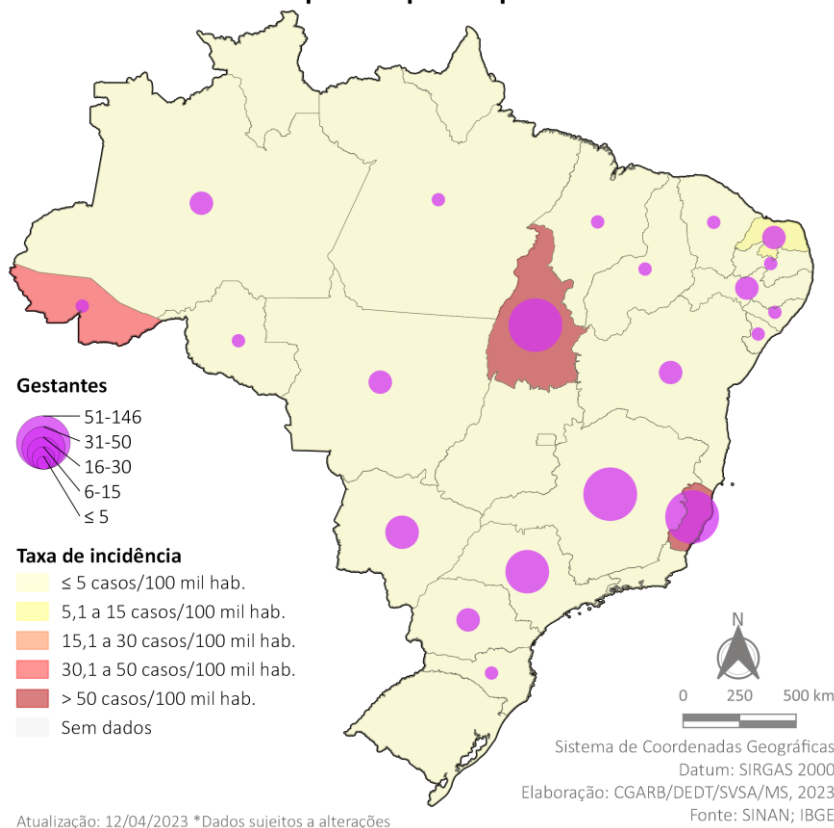 Gestantes
51-146
31-50
16-30
6-15
≤ 5
Taxa de incidência
≤ 5 casos/100 mil hab.
5,1 a 15 casos/100 mil hab.
15,1 a 30 casos/100 mil hab.
30,1 a 50 casos/100 mil hab.
> 50 casos/100 mil hab.
Sem dados
N
0 250 500 km
Sistema de Coordenadas Geográficas
Datum: SIRGAS 2000
Elaboração: CGARB/DEDT/SVSA/MS, 2023
Fonte: SINAN; IBGE
Atualização: 12/04/2023 *Dados sujeitos a alterações